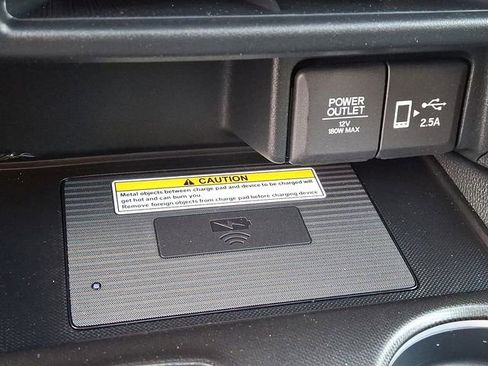 POWER
OUTLET
12V
180W MAX
2.5A
CAUTION
Metal objects between charge pad and device to be charged will
get hot and can burn you.
Remove foreign objects from charge pad before charging device